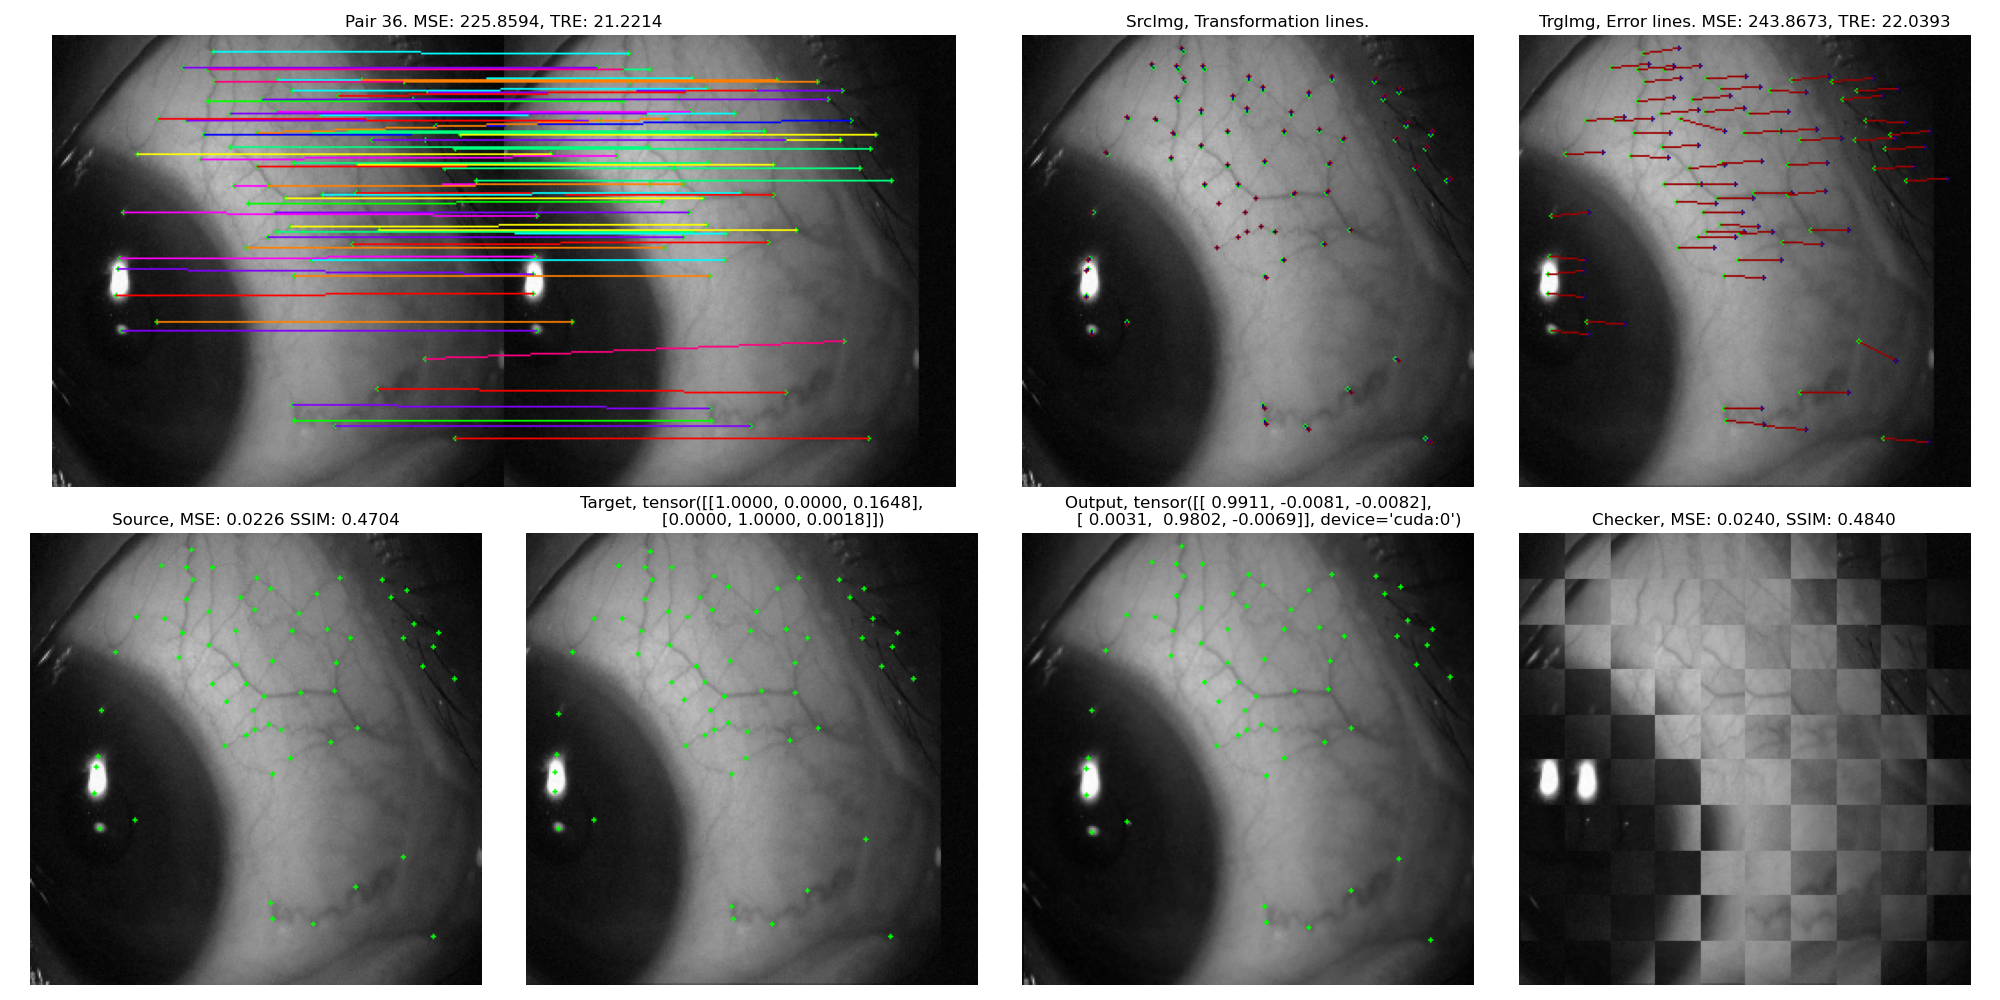 Pair 36. MSE: 225.8594, TRE: 21.2214
SrcImg, Transformation lines.
TrgImg, Error lines. MSE: 243.8673, TRE: 22.0393
Source, MSE: 0.0226 SSIM: 0.4704
Target, tensor([[1.0000, 0.0000, 0.1648],
[0.0000, 1.0000, 0.0018]])
Output, tensor([[ 0.9911, -0.0081, -0.0082],
[ 0.0031,  0.9802, -0.0069]], device='cuda:0')
Checker, MSE: 0.0240, SSIM: 0.4840